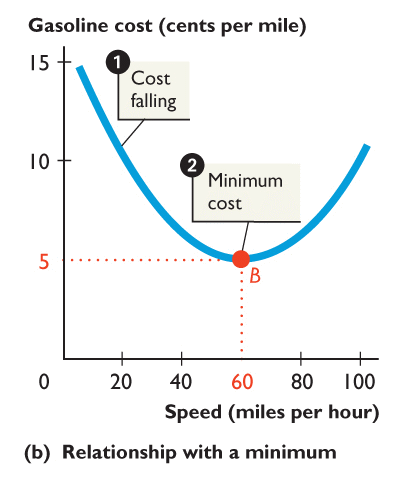 Gasoline cost (cents per mile)
15
1
Cost
falling
10
2
Minimum
cost
5
B
0
20
40
60
80
100
Speed (miles per hour)
(b) Relationship with a minimum